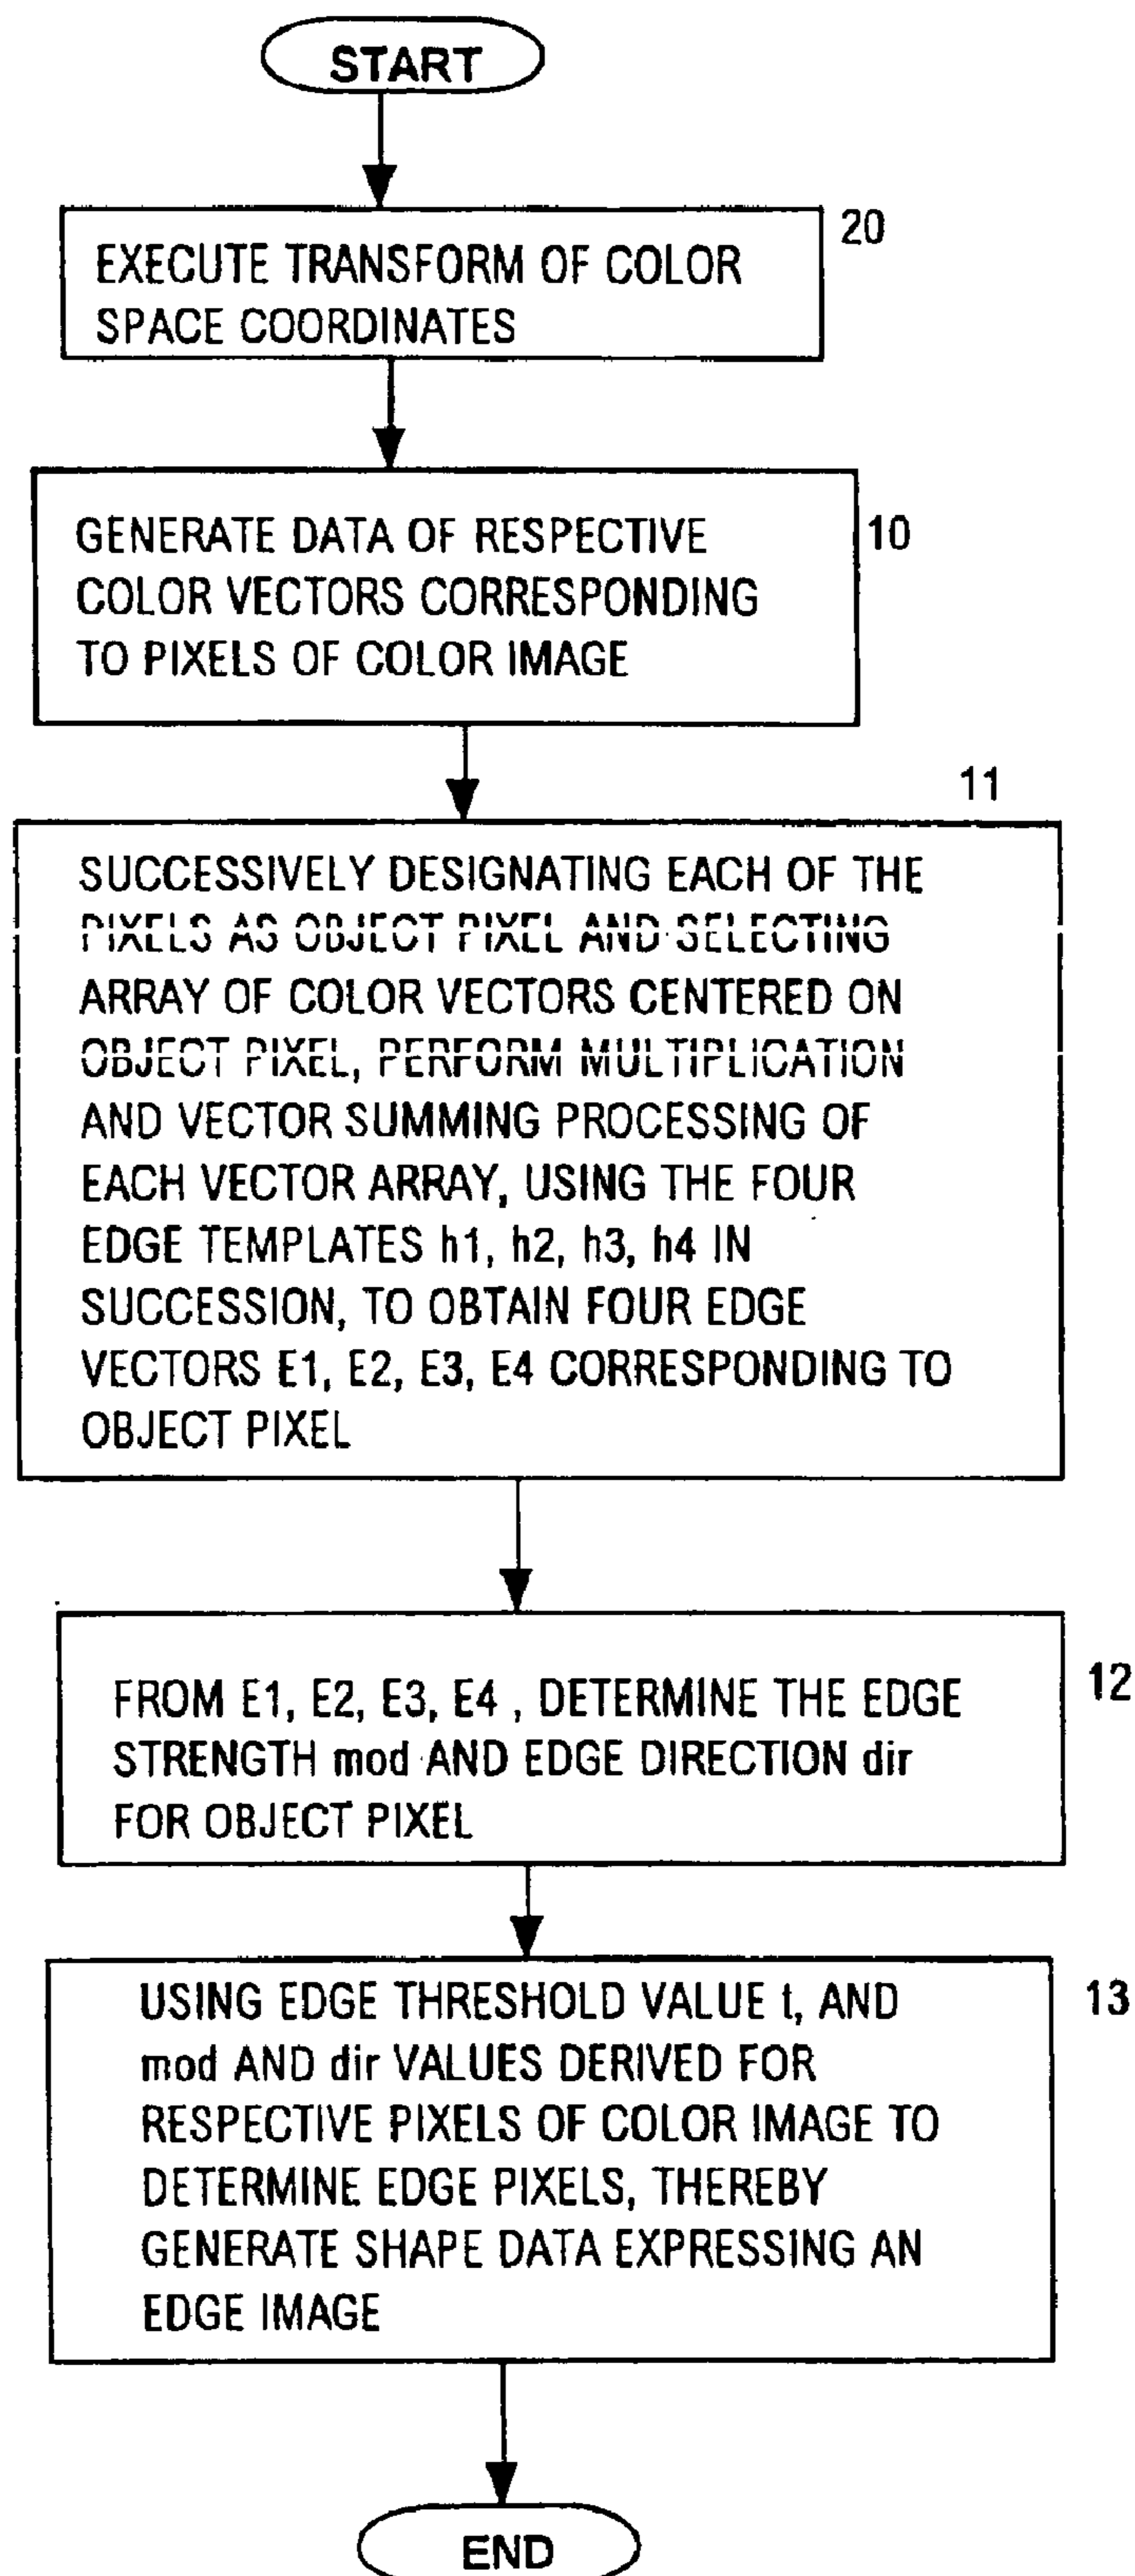 START
20
EXECUTE TRANSFORM OF COLOR
SPACE COORDINATES
10
GENERATE DATA OF RESPECTIVE
COLOR VECTORS CORRESPONDING
TO PIXELS OF COLOR IMAGE
11
SUCCESSIVELY DESIGNATING EACH OF THE
PIXELS AS OBJECT PIXEL AND SELECTING
ARRAY OF COLOR VECTORS CENTERED ON
OBJECT PIXEL, PERFORM MULTIPLICATION
AND VECTOR SUMMING PROCESSING OF
EACH VECTOR ARRAY, USING THE FOUR
EDGE TEMPLATES h1, h2, h3, h4 IN
SUCCESSION, TO OBTAIN FOUR EDGE
VECTORS E1, E2, E3, E4 CORRESPONDING TO
OBJECT PIXEL
12
FROM E1, E2, E3, E4 , DETERMINE THE EDGE
STRENGTH mod AND EDGE DIRECTION dir
FOR OBJECT PIXEL
13
USING EDGE THRESHOLD VALUE t, AND
mod AND dir VALUES DERIVED FOR
RESPECTIVE PIXELS OF COLOR IMAGE TO
DETERMINE EDGE PIXELS, THEREBY
GENERATE SHAPE DATA EXPRESSING AN
EDGE IMAGE
END